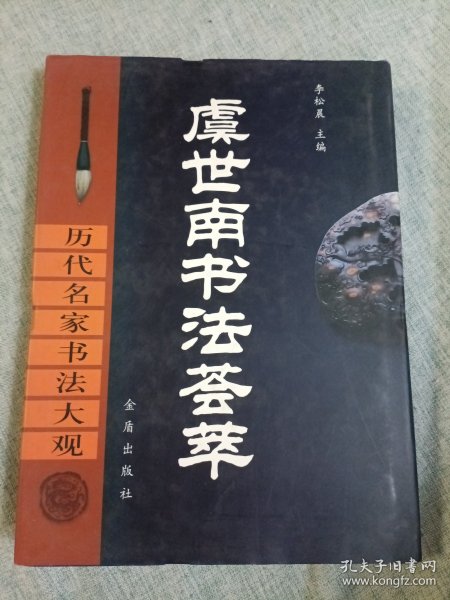 李松晨 主编
虞世南书法荟萃
金盾出版社
历代名家书法大观
孔夫子旧书网
www.kongfz.com